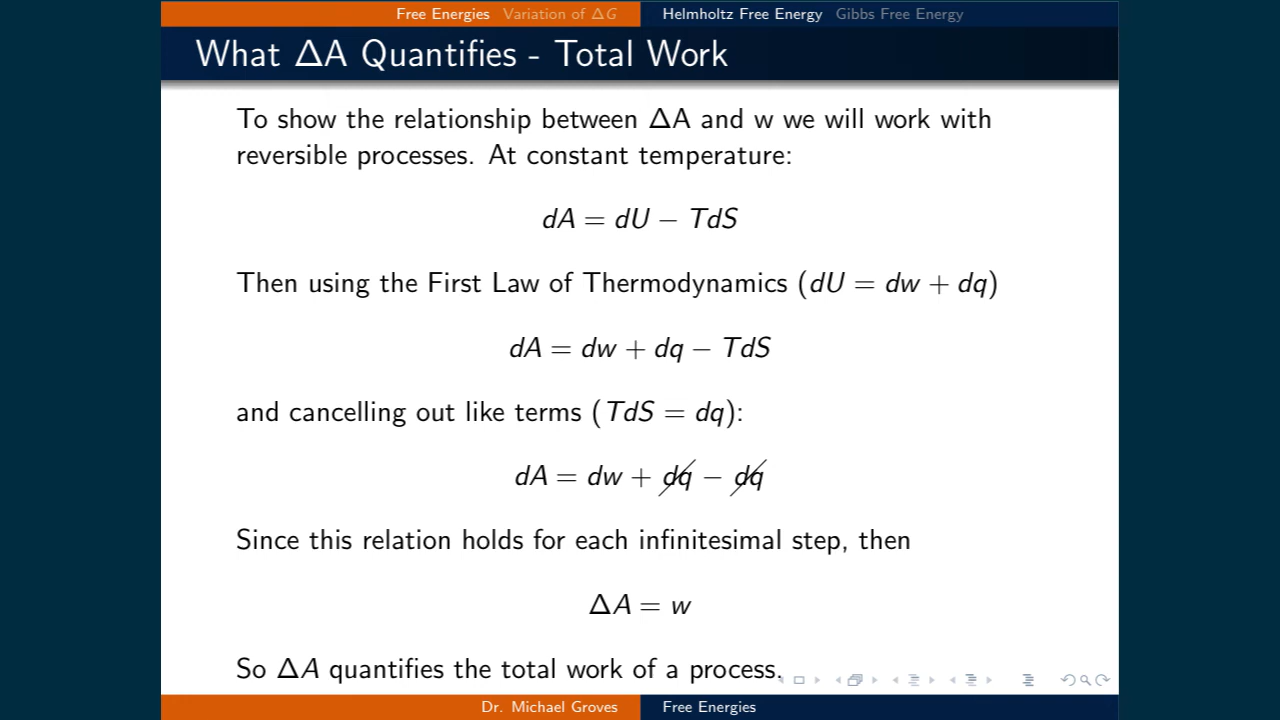 Free Energies Variation of ΔG Helmholtz Free Energy Gibbs Free Energy
What ΔA Quantifies - Total Work
To show the relationship between ΔA and w we will work with
reversible processes. At constant temperature:
dA = dU − TdS
Then using the First Law of Thermodynamics (dU = dw + dq)
dA = dw + dq − TdS
and cancelling out like terms (TdS = dq):
dA = dw + dq − dq
Since this relation holds for each infinitesimal step, then
ΔA = w
So ΔA quantifies the total work of a process.
Dr. Michael Groves Free Energies